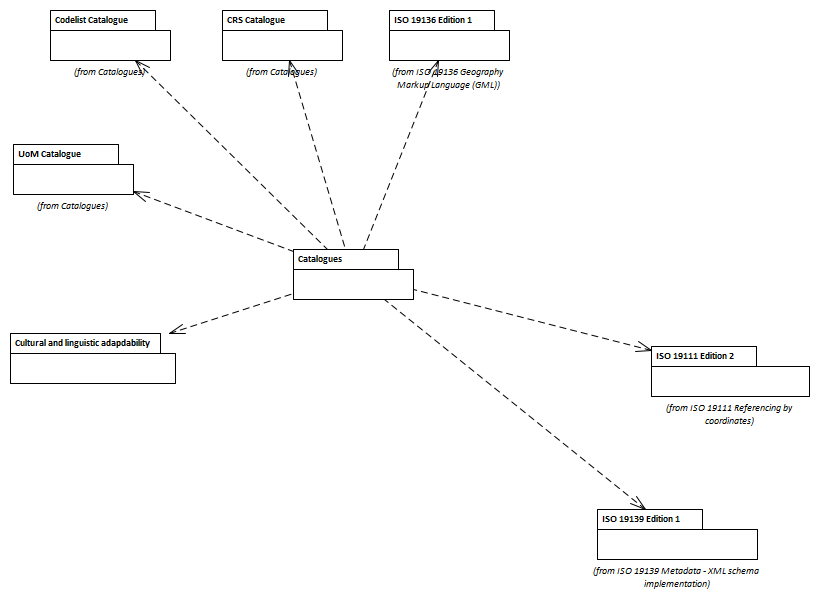 Codelist Catalogue
(from Catalogues)
CRS Catalogue
(from Catalogues)
ISO 19136 Edition 1
(from ISO 19136 Geography
Markup Language (GML))
UoM Catalogue
(from Catalogues)
Catalogues
Cultural and linguistic adapdability
ISO 19111 Edition 2
(from ISO 19111 Referencing by
coordinates)
ISO 19139 Edition 1
(from ISO 19139 Metadata - XML schema
implementation)